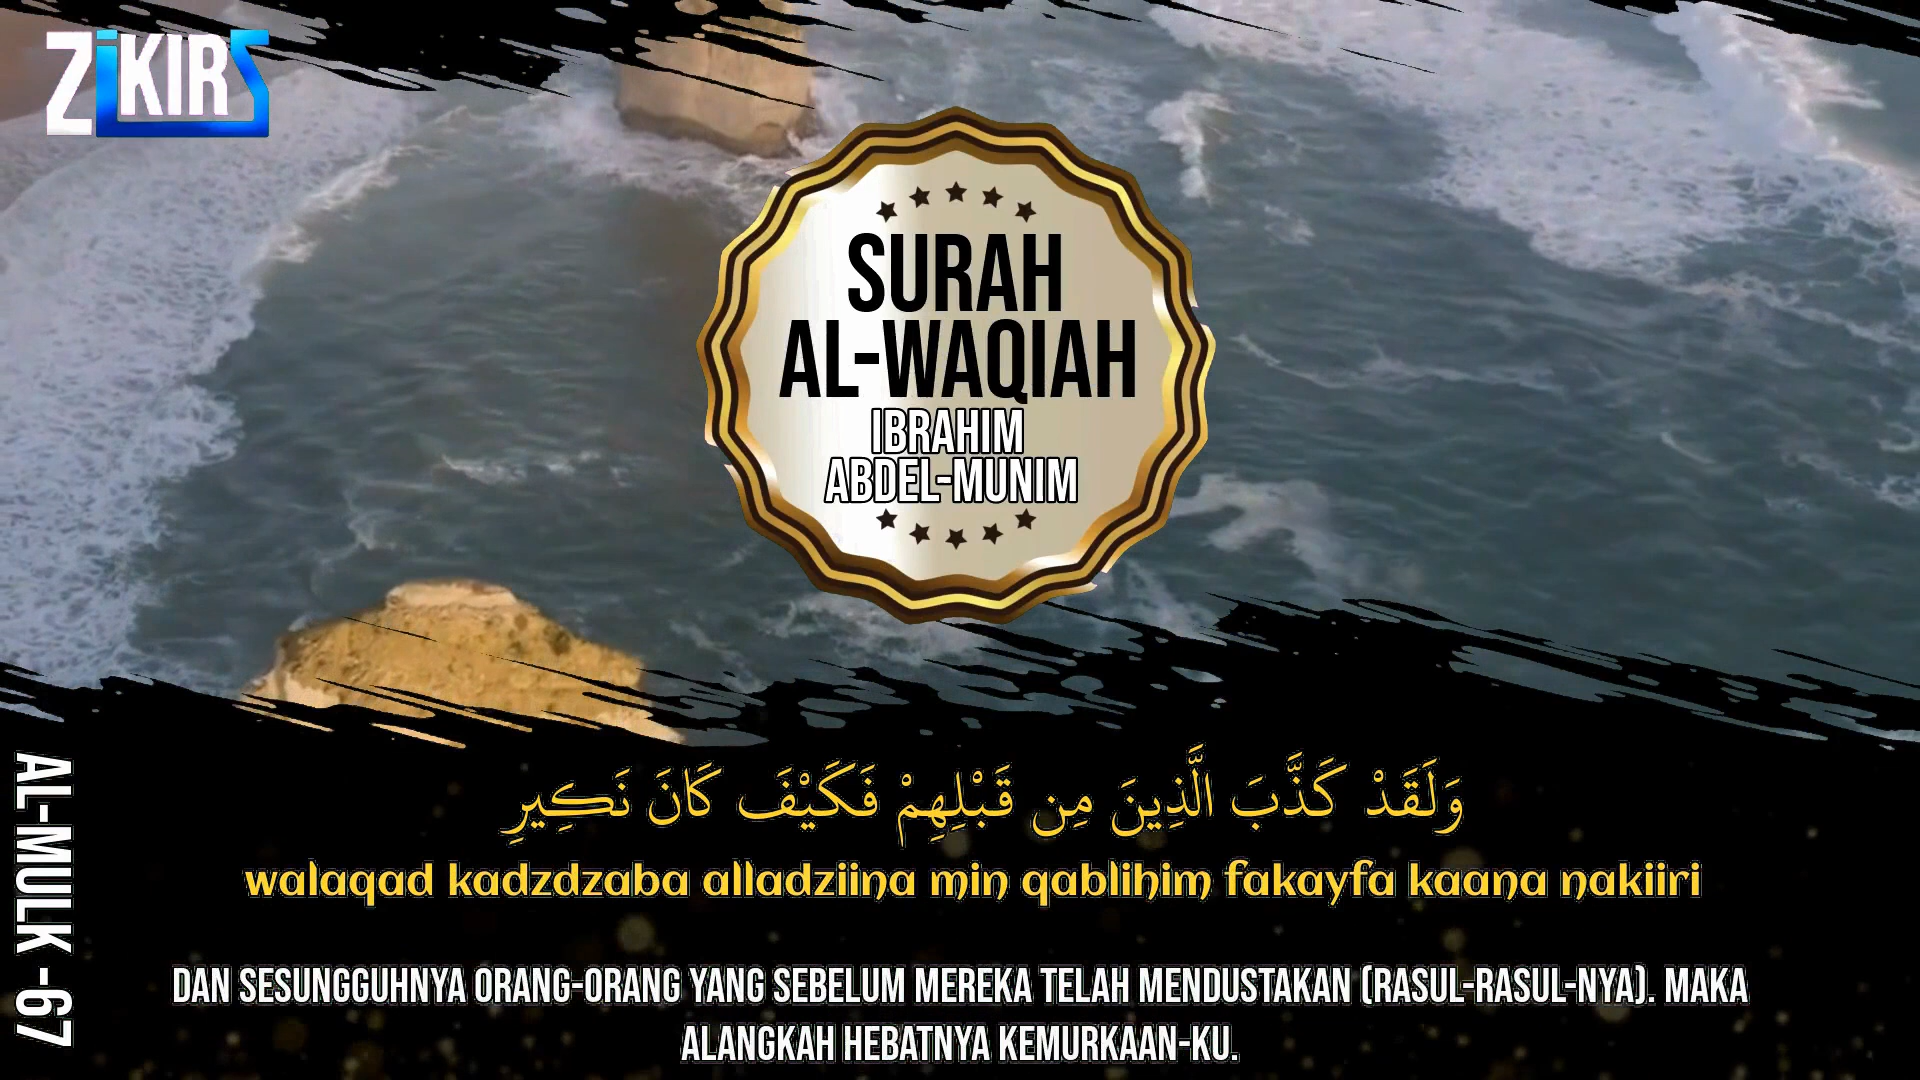 ZiKIRS
SURAH
AL-WAQIAH
IBRAHIM
ABDEL-MUNIM
وَلَقَدْ كَذَّبَ الَّذِينَ مِن قَبْلِهِمْ فَكَيْفَ كَانَ نَكِيرِ
walaqad kadzdzaba alladziina min qablihim fakayfa kaana nakiiri
DAN SESUNGGUHNYA ORANG-ORANG YANG SEBELUM MEREKA TELAH MENDUSTAKAN (RASUL-RASUL-NYA). MAKA
ALANGKAH HEBATNYA KEMURKAAN-KU.
AL-MULK -67